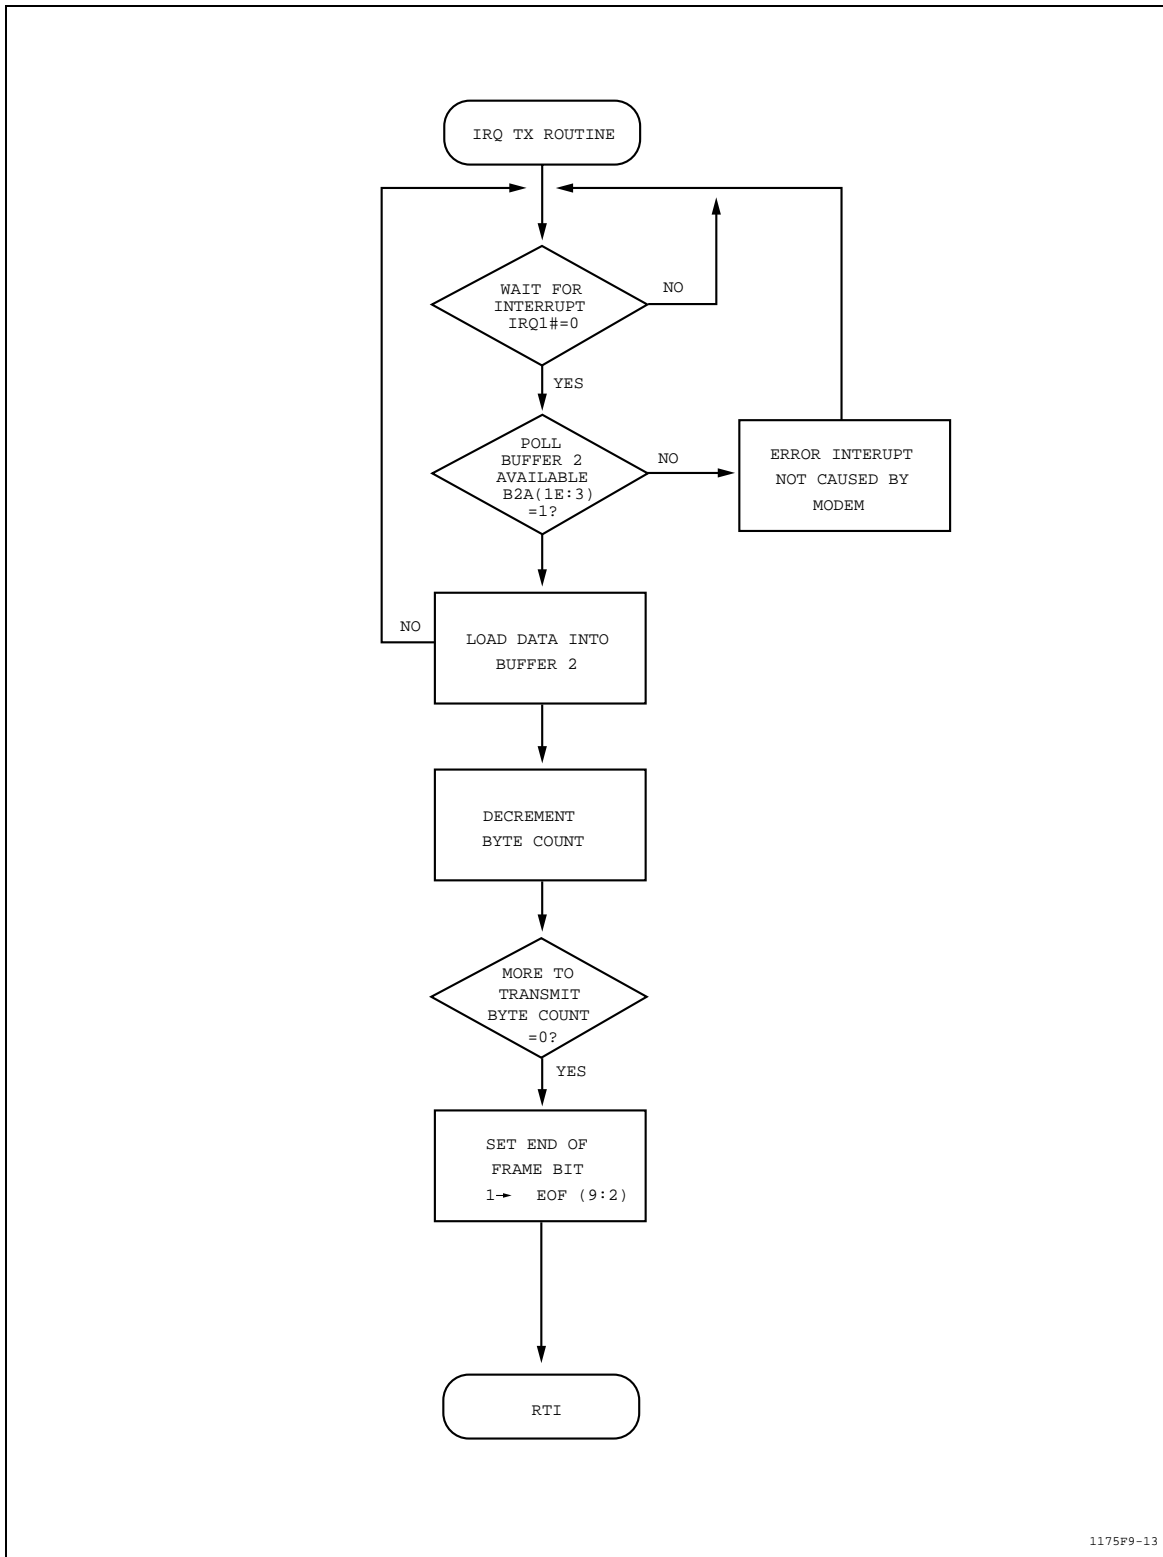 IRQ TX ROUTINE
WAIT FOR
INTERRUPT
IRQ1#=0
NO
YES
POLL
BUFFER 2
AVAILABLE
B2A(1E:3)
=1?
NO
ERROR INTERUPT
NOT CAUSED BY
MODEM
NO
LOAD DATA INTO
BUFFER 2
DECREMENT
BYTE COUNT
MORE TO
TRANSMIT
BYTE COUNT
=0?
YES
SET END OF
FRAME BIT
1→ EOF (9:2)
RTI
1175F9-13